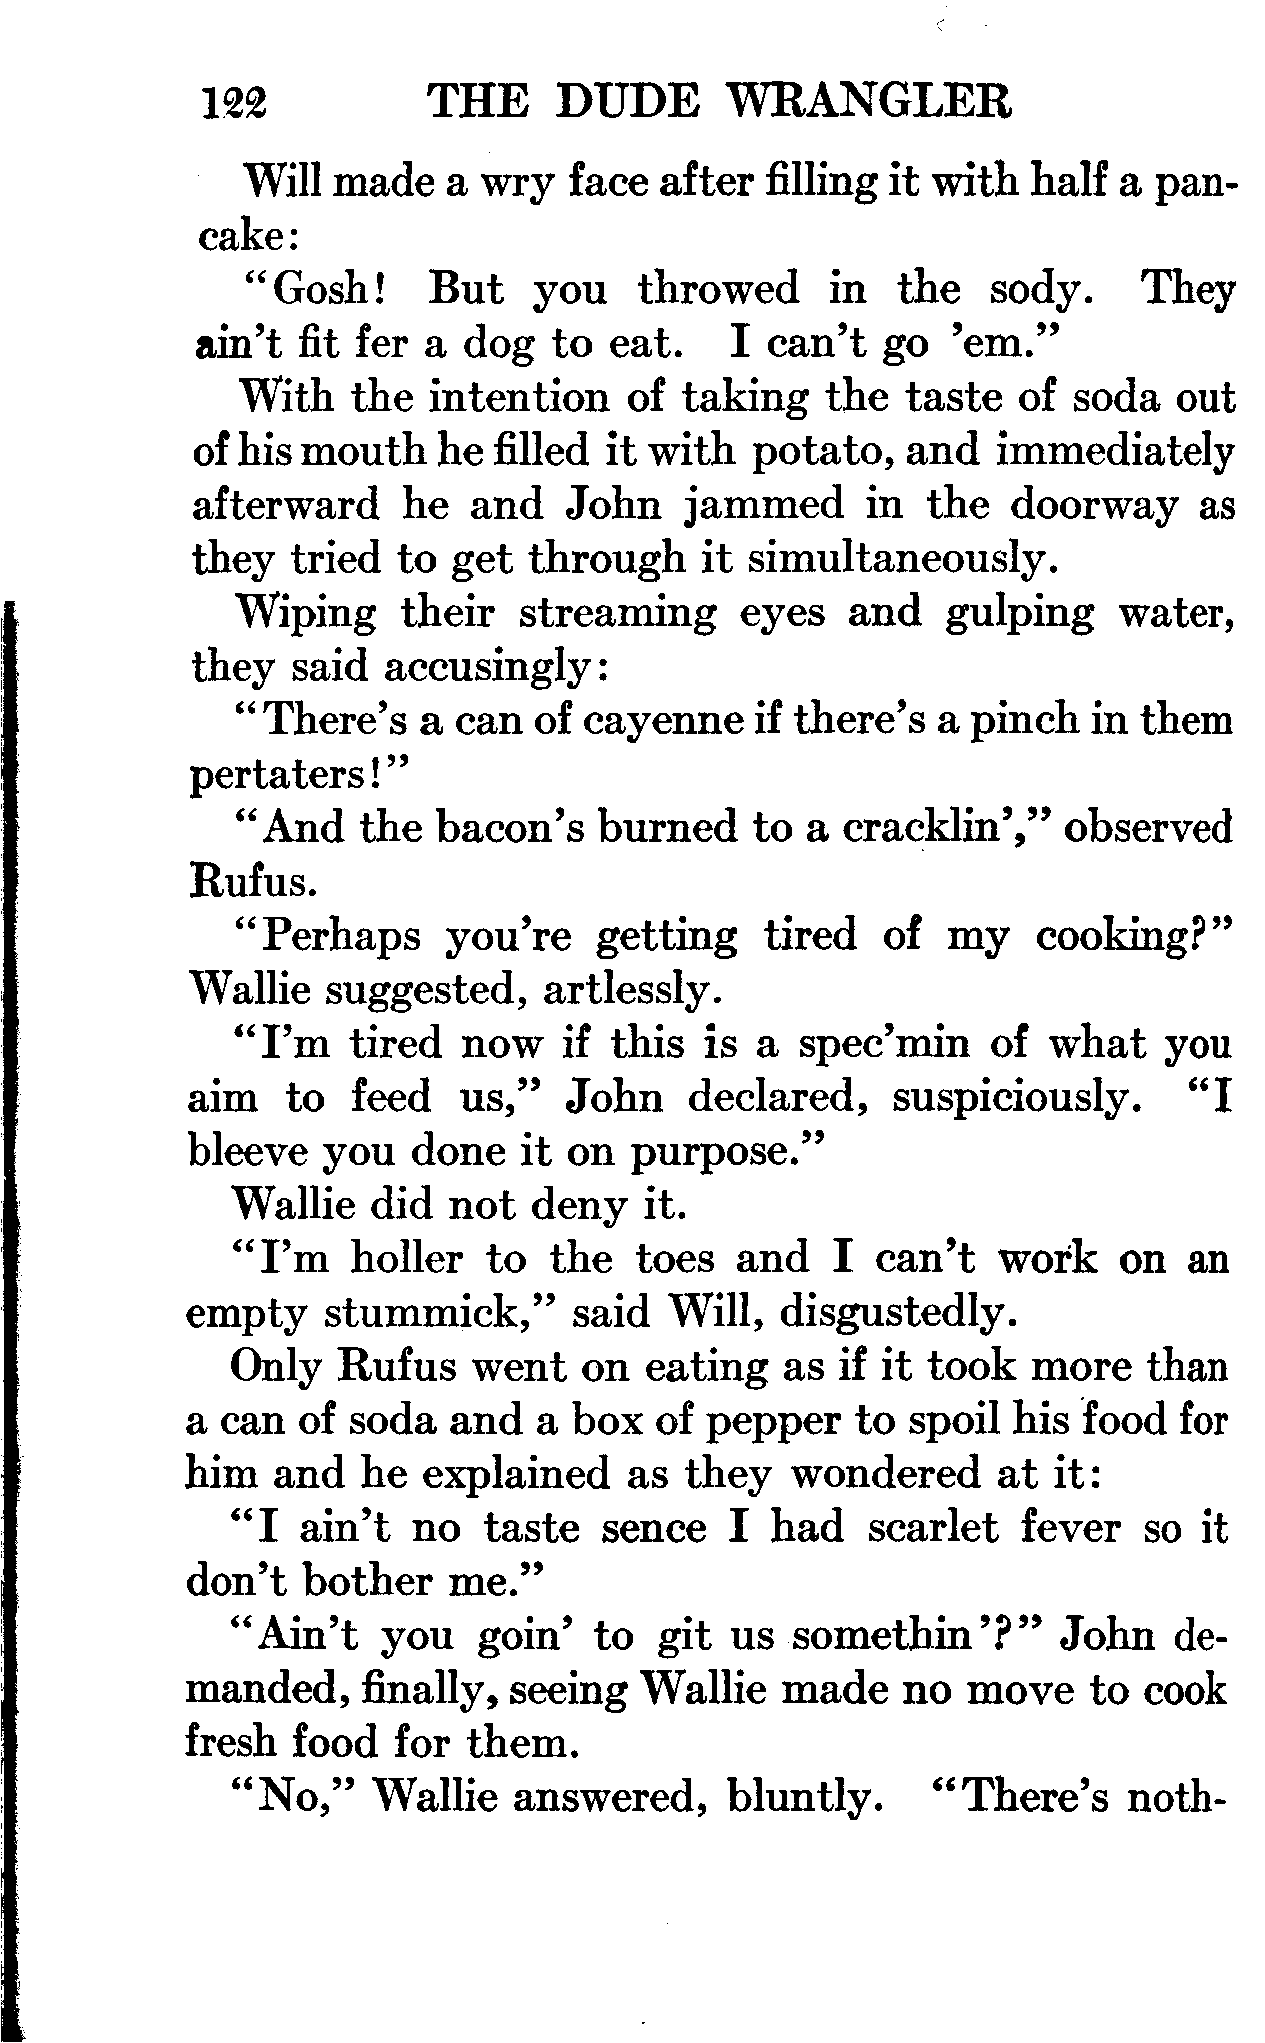 122 THE DUDE WRANGLER
Will made a wry face after filling it with half a pan-
cake:
"Gosh! But you throwed in the sody. They
ain't fit fer a dog to eat. I can't go 'em."
With the intention of taking the taste of soda out
of his mouth he filled it with potato, and immediately
afterward he and John jammed in the doorway as
they tried to get through it simultaneously.
Wiping their streaming eyes and gulping water,
they said accusingly:
"There's a can of cayenne if there's a pinch in them
pertaters!"
"And the bacon's burned to a cracklin'," observed
Rufus.
"Perhaps you're getting tired of my cooking?"
Wallie suggested, artlessly.
"I'm tired now if this is a spec'min of what you
aim to feed us," John declared, suspiciously. "I
bleeve you done it on purpose."
Wallie did not deny it.
"I'm holler to the toes and I can't work on an
empty stummick," said Will, disgustedly.
Only Rufus went on eating as if it took more than
a can of soda and a box of pepper to spoil his food for
him and he explained as they wondered at it:
"I ain't no taste sence I had scarlet fever so it
don't bother me."
"Ain't you goin' to git us somethin'?" John de-
manded, finally, seeing Wallie made no move to cook
fresh food for them.
"No," Wallie answered, bluntly. "There's noth-